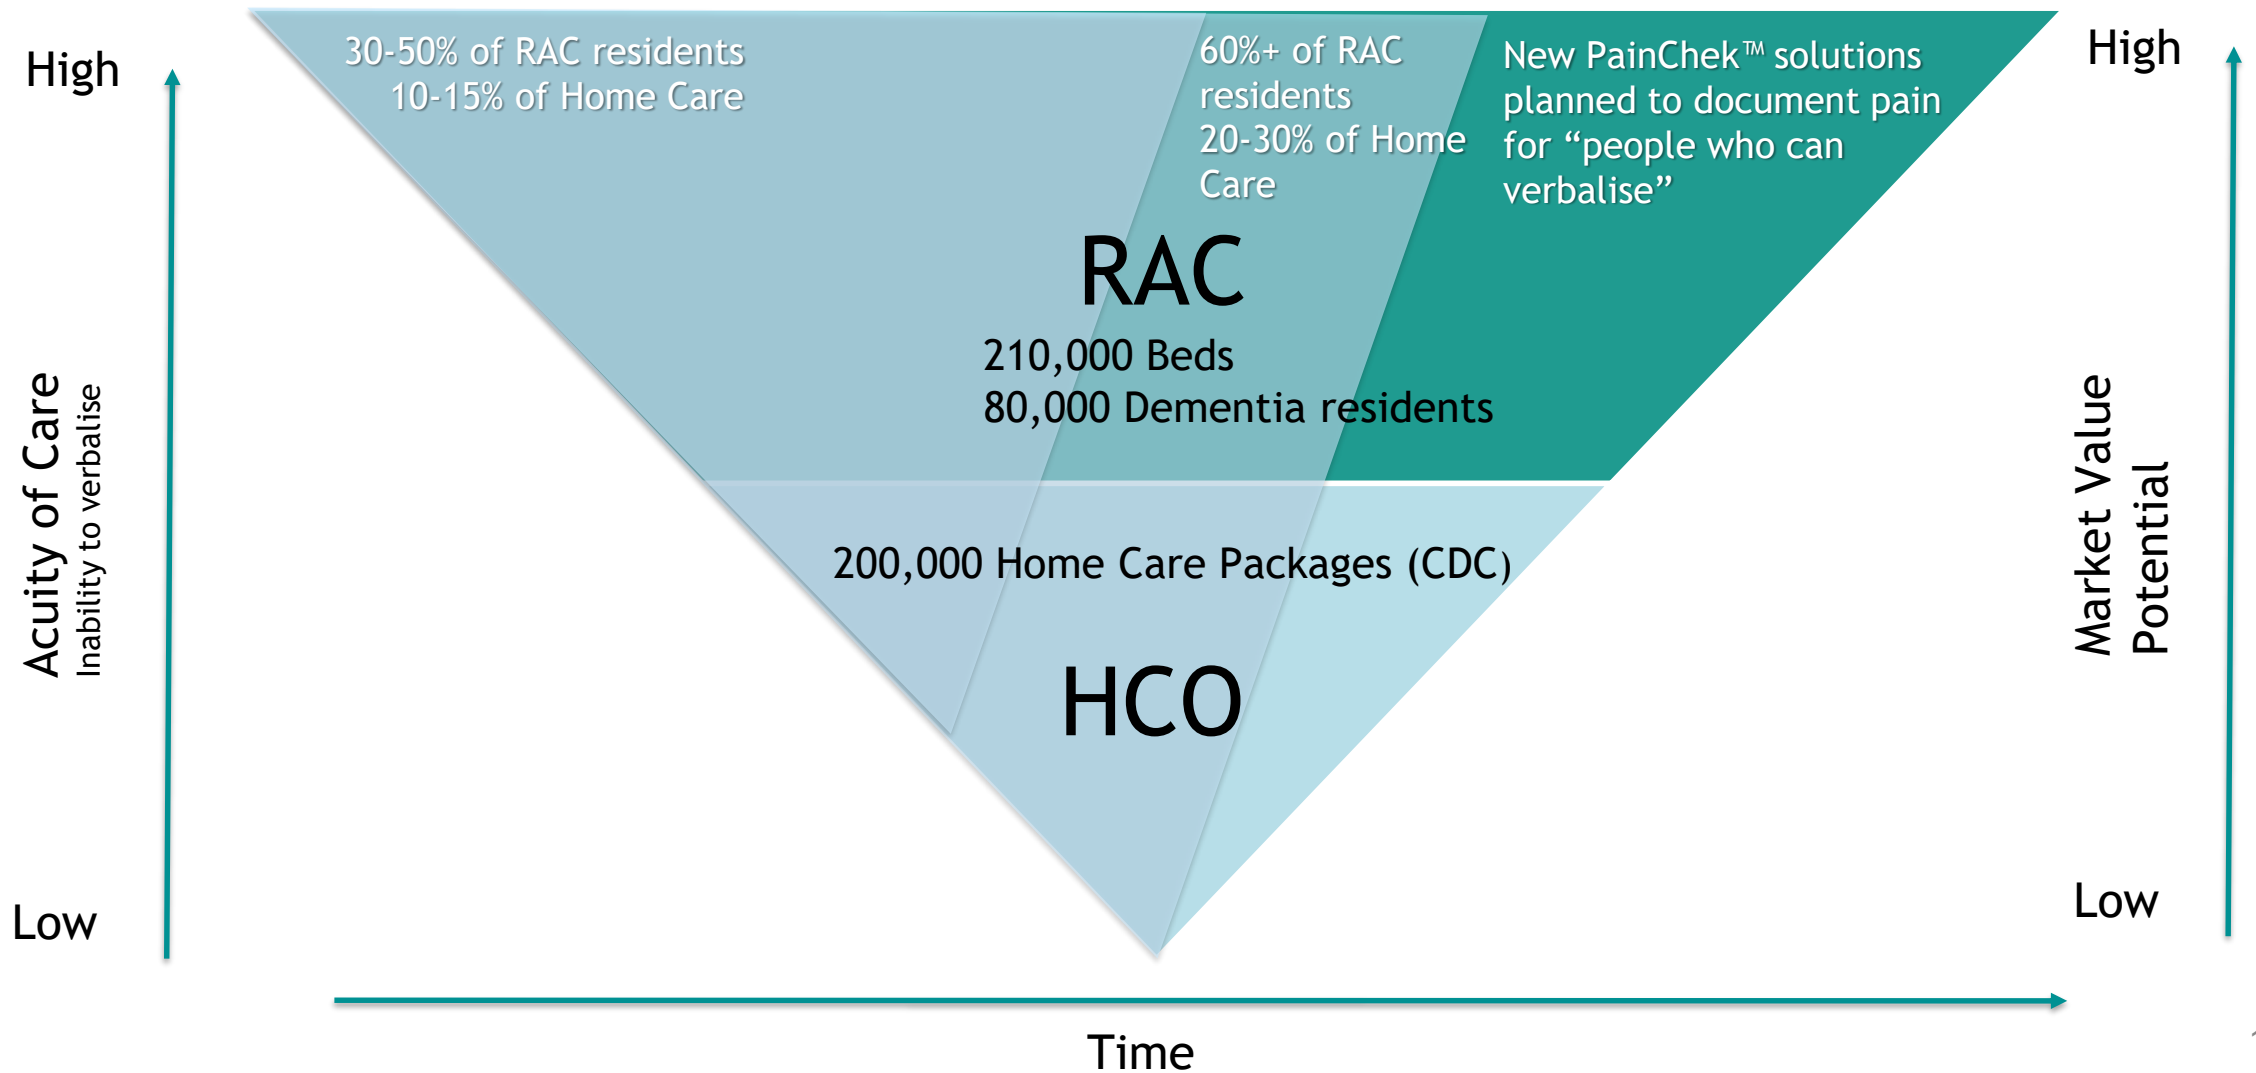 High
30-50% of RAC residents
10-15% of Home Care
60%+ of RAC
residents
20-30% of Home
Care
New PainChek™ solutions
planned to document pain
for “people who can
verbalise”
High
RAC
210,000 Beds
80,000 Dementia residents
Acuity of Care
Inability to verbalise
Market Value
Potential
200,000 Home Care Packages (CDC)
HCO
Low
Low
Time